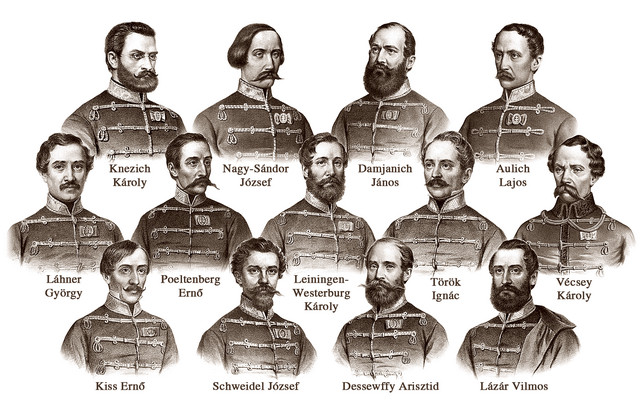 Knezich
Károly
Nagy-Sándor
József
Damjanich
János
Aulich
Lajos
Láhner
György
Poeltenberg
Ernő
Leiningen-
Westerburg
Károly
Török
Ignác
Vécsey
Károly
Kiss Ernő
Schweidel József
Dessewffy Arisztid
Lázár Vilmos